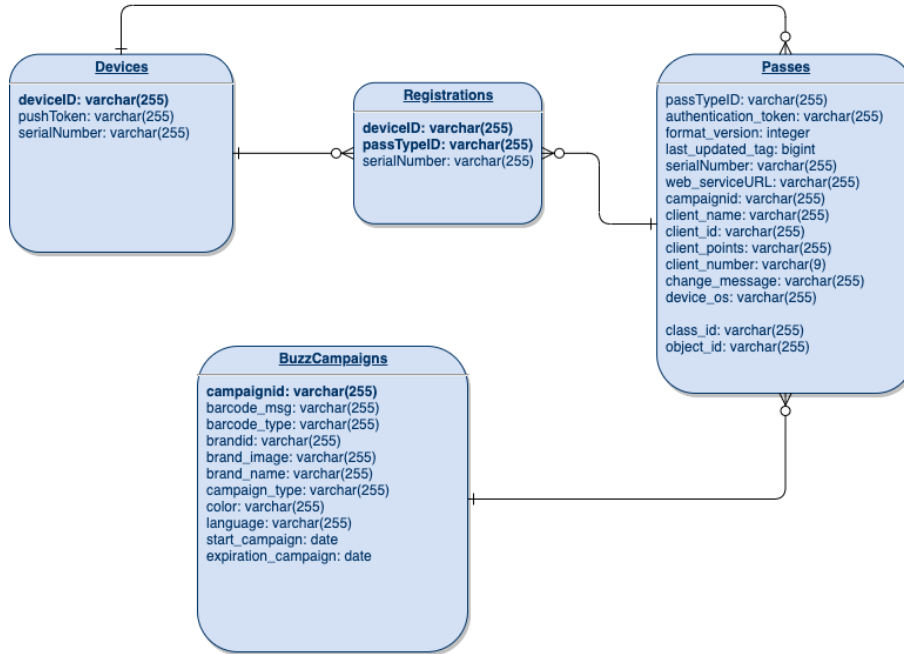 Devices
deviceID: varchar(255)
pushToken: varchar(255)
serialNumber: varchar(255)
Registrations
deviceID: varchar(255)
passTypeID: varchar(255)
serialNumber: varchar(255)
Passes
passTypeID: varchar(255)
authentication_token: varchar(255)
format_version: integer
last_updated_tag: bigint
serialNumber: varchar(255)
web_serviceURL: varchar(255)
campaignid: varchar(255)
client_name: varchar(255)
client_id: varchar(255)
client_points: varchar(255)
client_number: varchar(9)
change_message: varchar(255)
device_os: varchar(255)
class_id: varchar(255)
object_id: varchar(255)
BuzzCampaigns
campaignid: varchar(255)
barcode_msg: varchar(255)
barcode_type: varchar(255)
brandid: varchar(255)
brand_image: varchar(255)
brand_name: varchar(255)
campaign_type: varchar(255)
color: varchar(255)
language: varchar(255)
start_campaign: date
expiration_campaign: date